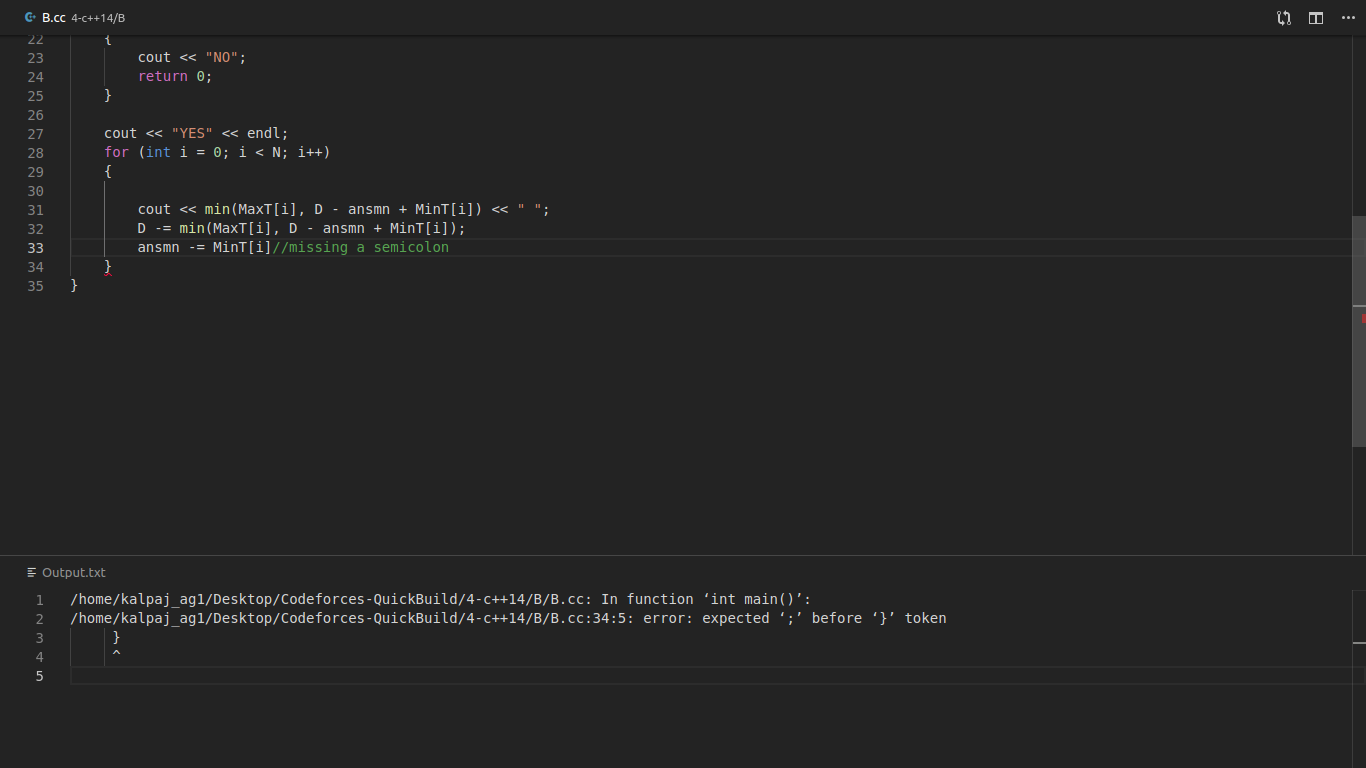 B.cc 4-c++14/B
22 {
23 cout << "NO";
24 return 0;
25 }
26
27 cout << "YES" << endl;
28 for (int i = 0; i < N; i++)
29 {
30
31 cout << min(MaxT[i], D - ansmn + MinT[i]) << " ";
32 D -= min(MaxT[i], D - ansmn + MinT[i]);
33 ansmn -= MinT[i]//missing a semicolon
34 }
35 }
Output.txt
1 /home/kalpaj_ag1/Desktop/Codeforces-QuickBuild/4-c++14/B/B.cc: In function ‘int main()’:
2 /home/kalpaj_ag1/Desktop/Codeforces-QuickBuild/4-c++14/B/B.cc:34:5: error: expected ‘;’ before ‘}’ token
3 }
4 ^
5